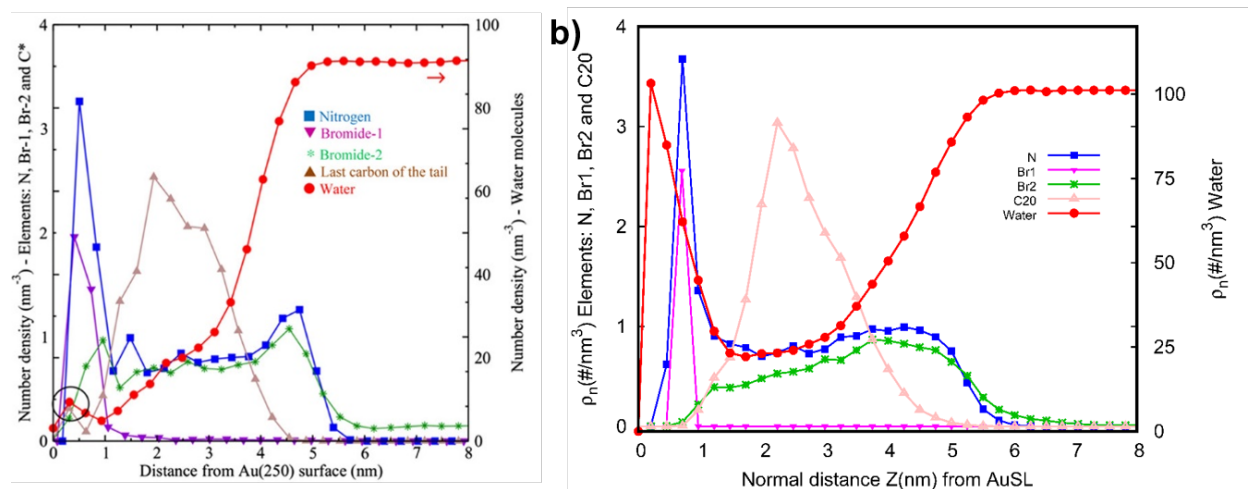 Number density (nm⁻³) - Elements: N, Br-1, Br-2 and C*
4
3
2
1
0
Nitrogen
Bromide-1
Bromide-2
Last carbon of the tail
Water
100
80
60
40
20
0
Number density (nm⁻³) - Water molecules
0 1 2 3 4 5 6 7 8
Distance from Au(250) surface (nm)
b)
ρn(#/nm³) Elements: N, Br1, Br2 and C20
4
3
2
1
0
N
Br1
Br2
C20
Water
100
75
50
25
0
ρn(#/nm³) Water
0 1 2 3 4 5 6 7 8
Normal distance Z(nm) from AuSL